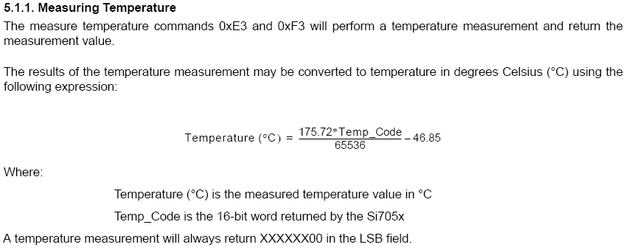 5.1.1. Measuring Temperature
The measure temperature commands 0xE3 and 0xF3 will perform a temperature measurement and return the
measurement value.
The results of the temperature measurement may be converted to temperature in degrees Celsius (°C) using the
following expression:
Temperature (°C) = 175.72*Temp_Code / 65536 – 46.85
Where:
Temperature (°C) is the measured temperature value in °C
Temp_Code is the 16-bit word returned by the Si705x
A temperature measurement will always return XXXXXX00 in the LSB field.